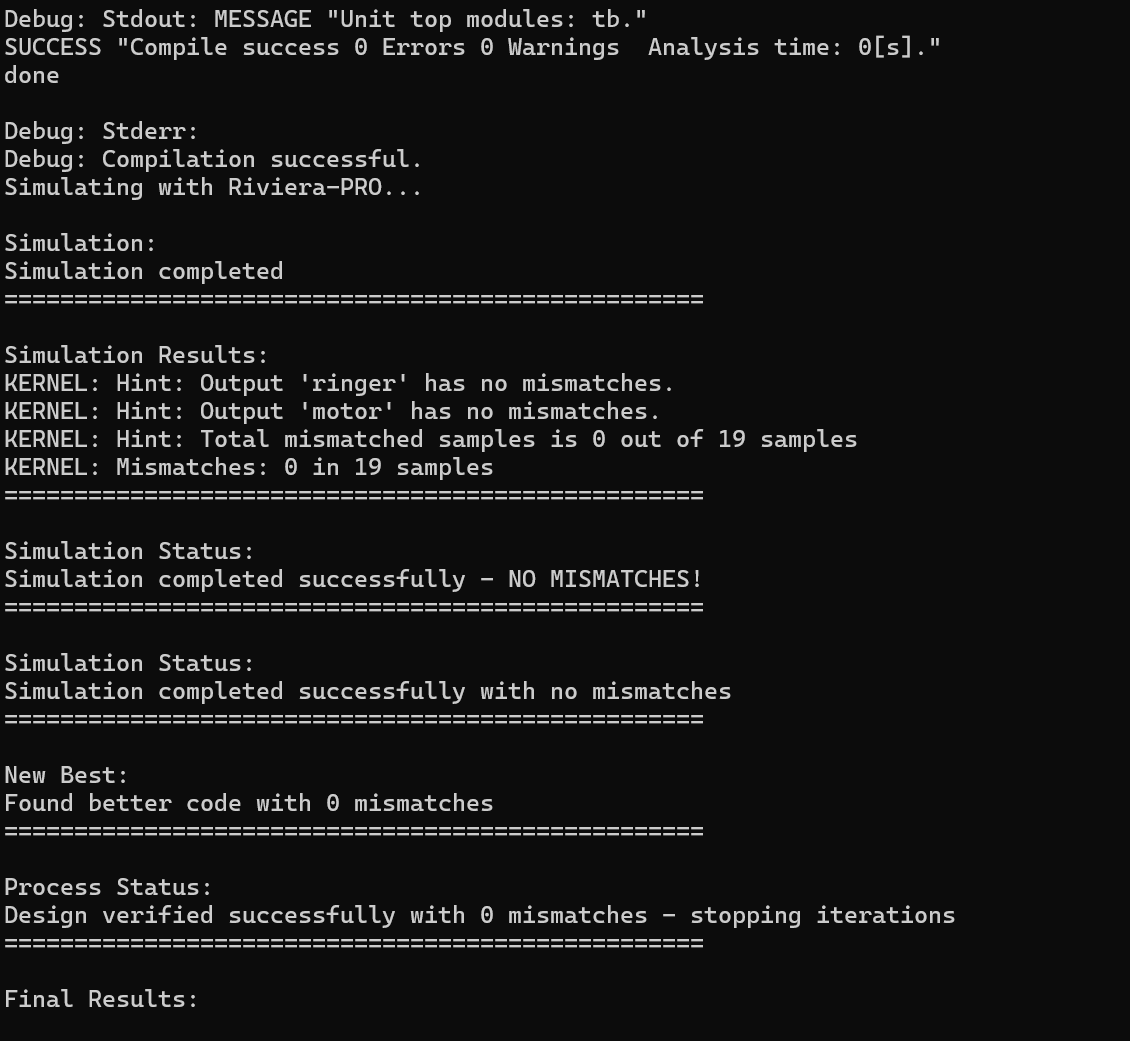 Debug: Stdout: MESSAGE "Unit top modules: tb."
SUCCESS "Compile success 0 Errors 0 Warnings  Analysis time: 0[s]."
done
Debug: Stderr:
Debug: Compilation successful.
Simulating with Riviera-PRO...
Simulation:
Simulation completed
==================================================
Simulation Results:
KERNEL: Hint: Output 'ringer' has no mismatches.
KERNEL: Hint: Output 'motor' has no mismatches.
KERNEL: Hint: Total mismatched samples is 0 out of 19 samples
KERNEL: Mismatches: 0 in 19 samples
==================================================
Simulation Status:
Simulation completed successfully - NO MISMATCHES!
==================================================
Simulation Status:
Simulation completed successfully with no mismatches
==================================================
New Best:
Found better code with 0 mismatches
==================================================
Process Status:
Design verified successfully with 0 mismatches - stopping iterations
==================================================
Final Results: